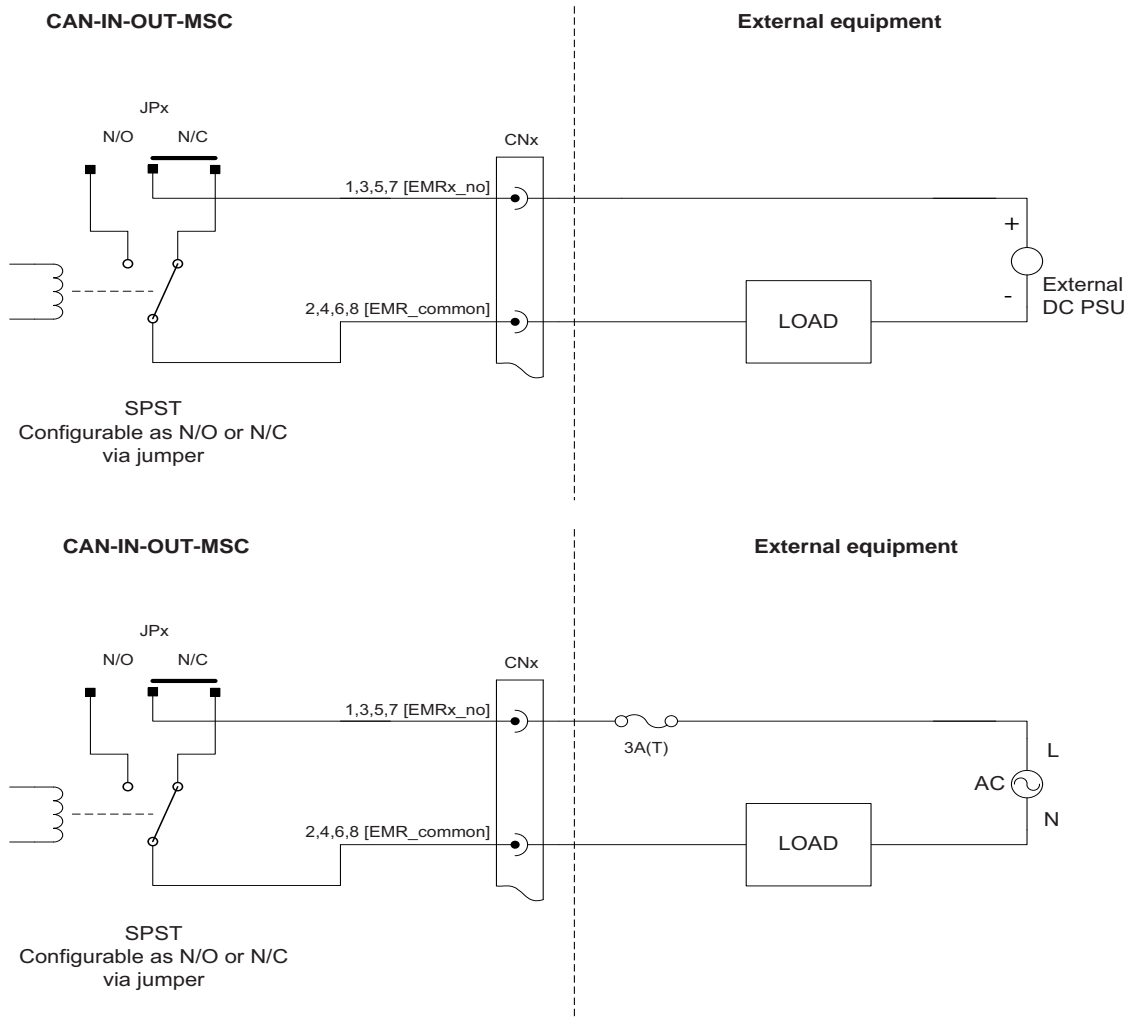 CAN-IN-OUT-MSC
External equipment
JPx
N/O N/C
CNx
1,3,5,7 [EMRx_no]
+
-
External
DC PSU
2,4,6,8 [EMR_common]
LOAD
SPST
Configurable as N/O or N/C
via jumper
CAN-IN-OUT-MSC
External equipment
JPx
N/O N/C
CNx
1,3,5,7 [EMRx_no]
3A(T)
L
AC
N
2,4,6,8 [EMR_common]
LOAD
SPST
Configurable as N/O or N/C
via jumper